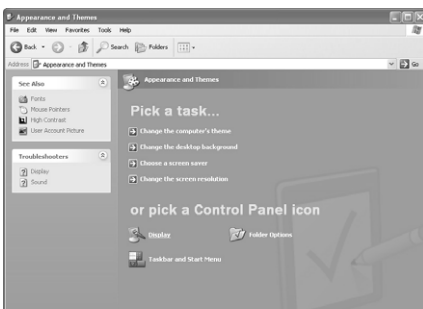 Appearance and Themes
File Edit View Favorites Tools Help
Back Search Folders
Address Appearance and Themes Go
See Also
Fonts
Mouse Pointers
High Contrast
User Account Picture
Troubleshooters
Display
Sound
Appearance and Themes
Pick a task...
Change the computer's theme
Change the desktop background
Choose a screen saver
Change the screen resolution
or pick a Control Panel icon
Display Folder Options
Taskbar and Start Menu